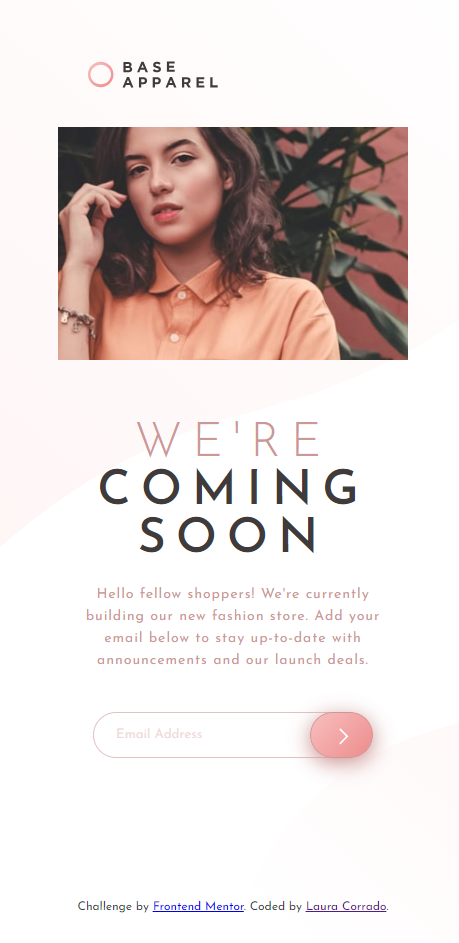 BASE
APPAREL
WE'RE
COMING
SOON
Hello fellow shoppers! We're currently
building our new fashion store. Add your
email below to stay up-to-date with
announcements and our launch deals.
Email Address
Challenge by Frontend Mentor. Coded by Laura Corrado.